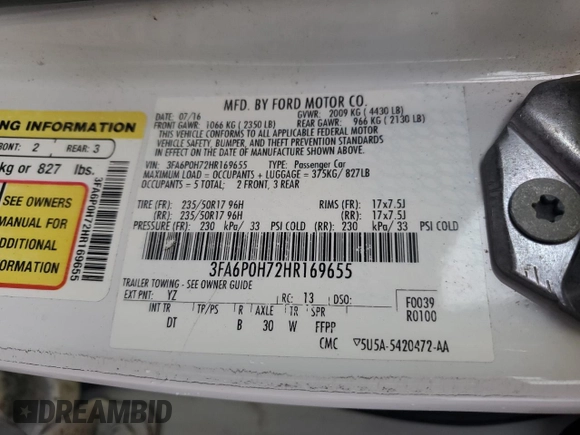 MFD. BY FORD MOTOR CO.
DATE: 07/16 GVWR: 2009 KG ( 4430 LB)
FRONT GAWR: 1066 KG ( 2350 LB) REAR GAWR: 966 KG ( 2130 LB)
THIS VEHICLE CONFORMS TO ALL APPLICABLE FEDERAL MOTOR
VEHICLE SAFETY, BUMPER, AND THEFT PREVENTION STANDARDS
IN EFFECT ON THE DATE OF MANUFACTURE SHOWN ABOVE.
VIN: 3FA6P0H72HR169655 TYPE: Passenger Car
MAXIMUM LOAD = OCCUPANTS + LUGGAGE = 375KG / 827LB
OCCUPANTS = 5 TOTAL: 2 FRONT, 3 REAR
TIRE (FR): 235/50R17 96H RIMS (FR): 17x7.5J
(RR): 235/50R17 96H (RR): 17x7.5J
PRESSURE (FR): 230 kPa/ 33 PSI COLD (RR): 230 kPa/ 33 PSI COLD
3FA6P0H72HR169655
TRAILER TOWING - SEE OWNER GUIDE
EXT PNT: YZ RC: 13 DSO: F0039
R0100
INT TR TP/PS R AXLE TR SPR
DT B 30 W FFPP
CMC ▽5U5A-5420472-AA
NG INFORMATION
RONT: 2 REAR: 3
kg or 827 lbs.
SEE OWNERS
MANUAL FOR
ADDITIONAL
INFORMATION
3FA6P0H72HR169655
DREAMBID